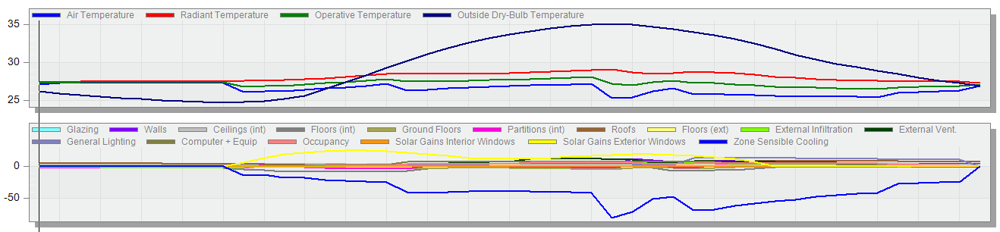 Air Temperature Radiant Temperature Operative Temperature Outside Dry-Bulb Temperature
35
30
25
Glazing Walls Ceilings (int) Floors (int) Ground Floors Partitions (int) Roofs Floors (ext) External Infiltration External Vent.
General Lighting Computer + Equip Occupancy Solar Gains Interior Windows Solar Gains Exterior Windows Zone Sensible Cooling
0
-50